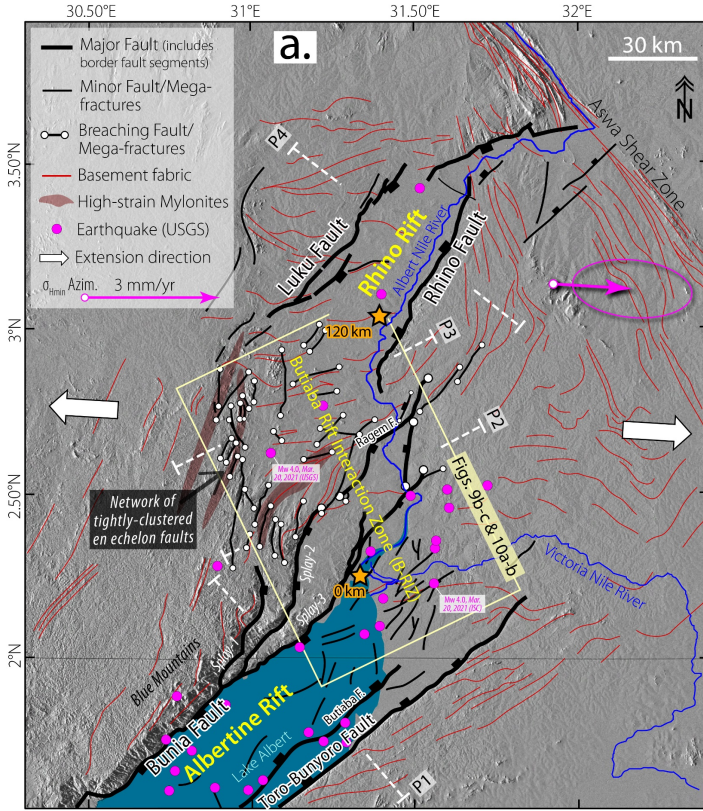 30.50°E
31°E
31.50°E
32°E
a.
30 km
N
Major Fault (includes
border fault segments)
Minor Fault/Mega-
fractures
Breaching Fault/
Mega-fractures
Basement fabric
High-strain Mylonites
Earthquake (USGS)
Extension direction
σHmin Azim.
3 mm/yr
3.50°N
3°N
2.50°N
2°N
Aswa Shear Zone
P4
Luku Fault
Rhino Rift
Albert Nile River
Rhino Fault
120 km
P3
Butiaba Rift Interaction Zone (B-RIZ)
Ragem F.
P2
Mw 4.0, Mar.
20, 2021 (USGS)
Network of
tightly-clustered
en echelon faults
Figs. 9b-c & 10a-b
Victoria Nile River
Splay-2
0 km
Splay-3
Mw 4.0, Mar.
20, 2021 (ISC)
Splay-1
Blue Mountains
Bunia Fault
Albertine Rift
Butiaba F.
Lake Albert
Toro-Bunyoro Fault
P1